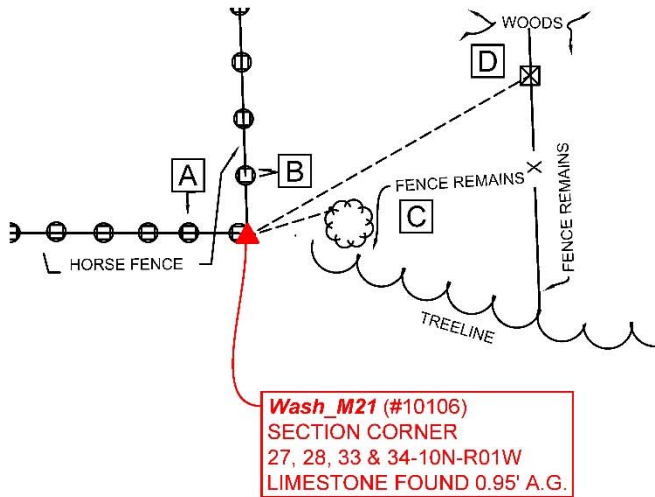 WOODS
D
A
B
FENCE REMAINS
C
FENCE REMAINS
HORSE FENCE
TREELINE
Wash_M21 (#10106)
SECTION CORNER
27, 28, 33 & 34-10N-R01W
LIMESTONE FOUND 0.95' A.G.